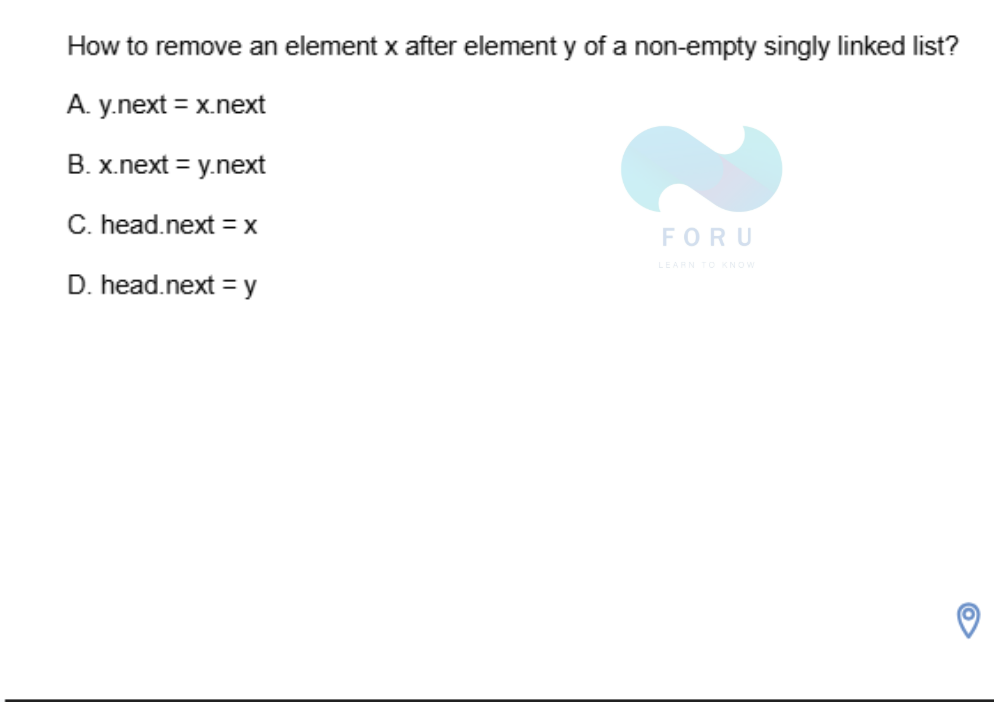 How to remove an element x after element y of a non-empty singly linked list?
A. y.next = x.next
B. x.next = y.next
C. head.next = x
D. head.next = y
FORU
LEARN TO KNOW